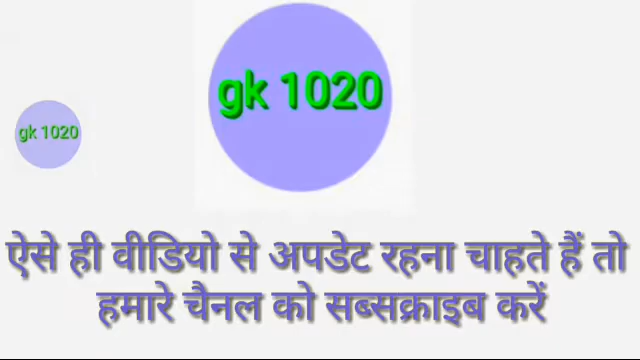 gk 1020
gk 1020
ऐसे ही वीडियो से अपडेट रहना चाहते हैं तो
हमारे चैनल को सब्सक्राइब करें